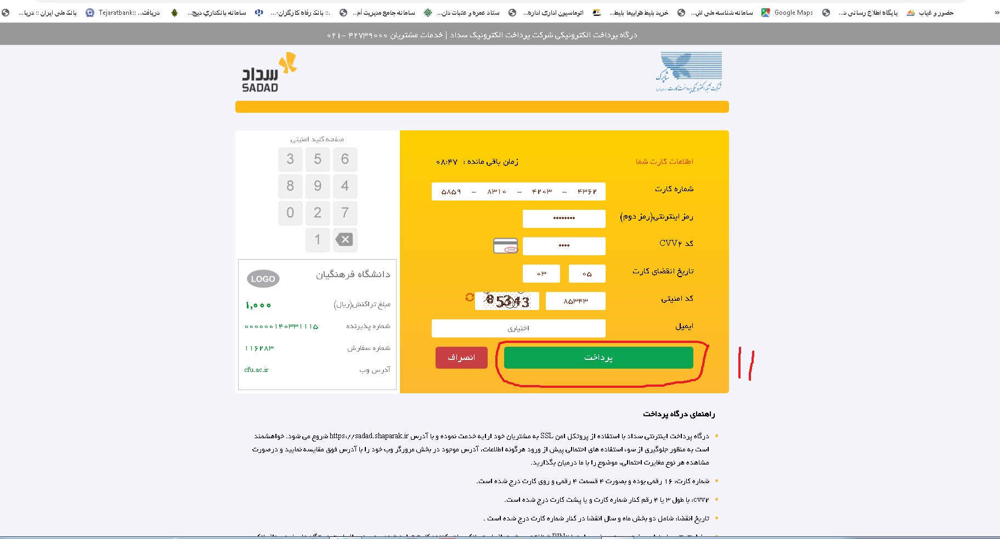 حضور و غیاب پایگاه اطلاع رسانی د... Google Maps سامانه شناسه ملی اش... خرید بلیط هواپیما بلیط... اتوماسیون اداری اداره... ستاد عمره و عتبات دان... سامانه جامع مدیریت آم... ::. بانک رفاه کارگران-... سامانه بانکداري ديج... دریافت... ::Tejaratbank بانک ملی ایران :: دریا...
درگاه پرداخت الکترونیکی شرکت پرداخت الکترونیک سداد | خدمات مشتریان ۴۲۷۳۹۰۰۰ -۰۲۱
سداد
SADAD
شاپرک
شرکت شبکه الکترونیکی پرداخت کارت
صفحه کلید امنیتی
3 5 6
8 9 4
0 2 7
1
اطلاعات کارت شما
زمان باقی مانده : ۰۸:۴۷
شماره کارت
۵۸۵۹ – ۸۳۱۰ – ۴۲۰۳ – ۴۳۶۲
رمز اینترنتی(رمز دوم)
کد CVV۲
تاریخ انقضای کارت
۰۵ ۰۳
کد امنیتی
۸۵۳۴۳ 85343
ایمیل
اختیاری
پرداخت
انصراف
۱۱
دانشگاه فرهنگیان
LOGO
مبلغ تراکنش(ریال) ۱,۰۰۰
شماره پذیرنده ۰۰۰۰۰۰۱۴۰۳۳۱۱۱۵
شماره سفارش ۱۱۶۲۸۳
آدرس وب cfu.ac.ir
راهنمای درگاه پرداخت
درگاه پرداخت اینترنتی سداد با استفاده از پروتکل امن SSL به مشتریان خود ارایه خدمت نموده و با آدرس https://sadad.shaparak.ir شروع می شود. خواهشمند
است به منظور جلوگیری از سوء استفاده های احتمالی پیش از ورود هرگونه اطلاعات، آدرس موجود در بخش مرورگر وب خود را با آدرس فوق مقایسه نمایید و درصورت
مشاهده هر نوع مغایرت احتمالی، موضوع را با ما درمیان بگذارید.
شماره کارت: ۱۶ رقمی بوده و بصورت ۴ قسمت ۴ رقمی و روی کارت درج شده است.
cvv۲: با طول ۳ یا ۴ رقم کنار شماره کارت و یا پشت کارت درج شده است.
تاریخ انقضا: شامل دو بخش ماه و سال انقضا در کنار شماره کارت درج شده است .